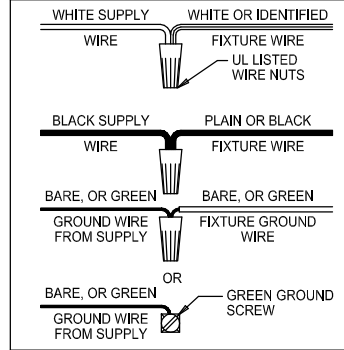 WHITE SUPPLY WHITE OR IDENTIFIED
WIRE FIXTURE WIRE
UL LISTED
WIRE NUTS
BLACK SUPPLY PLAIN OR BLACK
WIRE FIXTURE WIRE
BARE, OR GREEN BARE, OR GREEN
GROUND WIRE FIXTURE GROUND
FROM SUPPLY WIRE
OR
BARE, OR GREEN GREEN GROUND
SCREW
GROUND WIRE
FROM SUPPLY